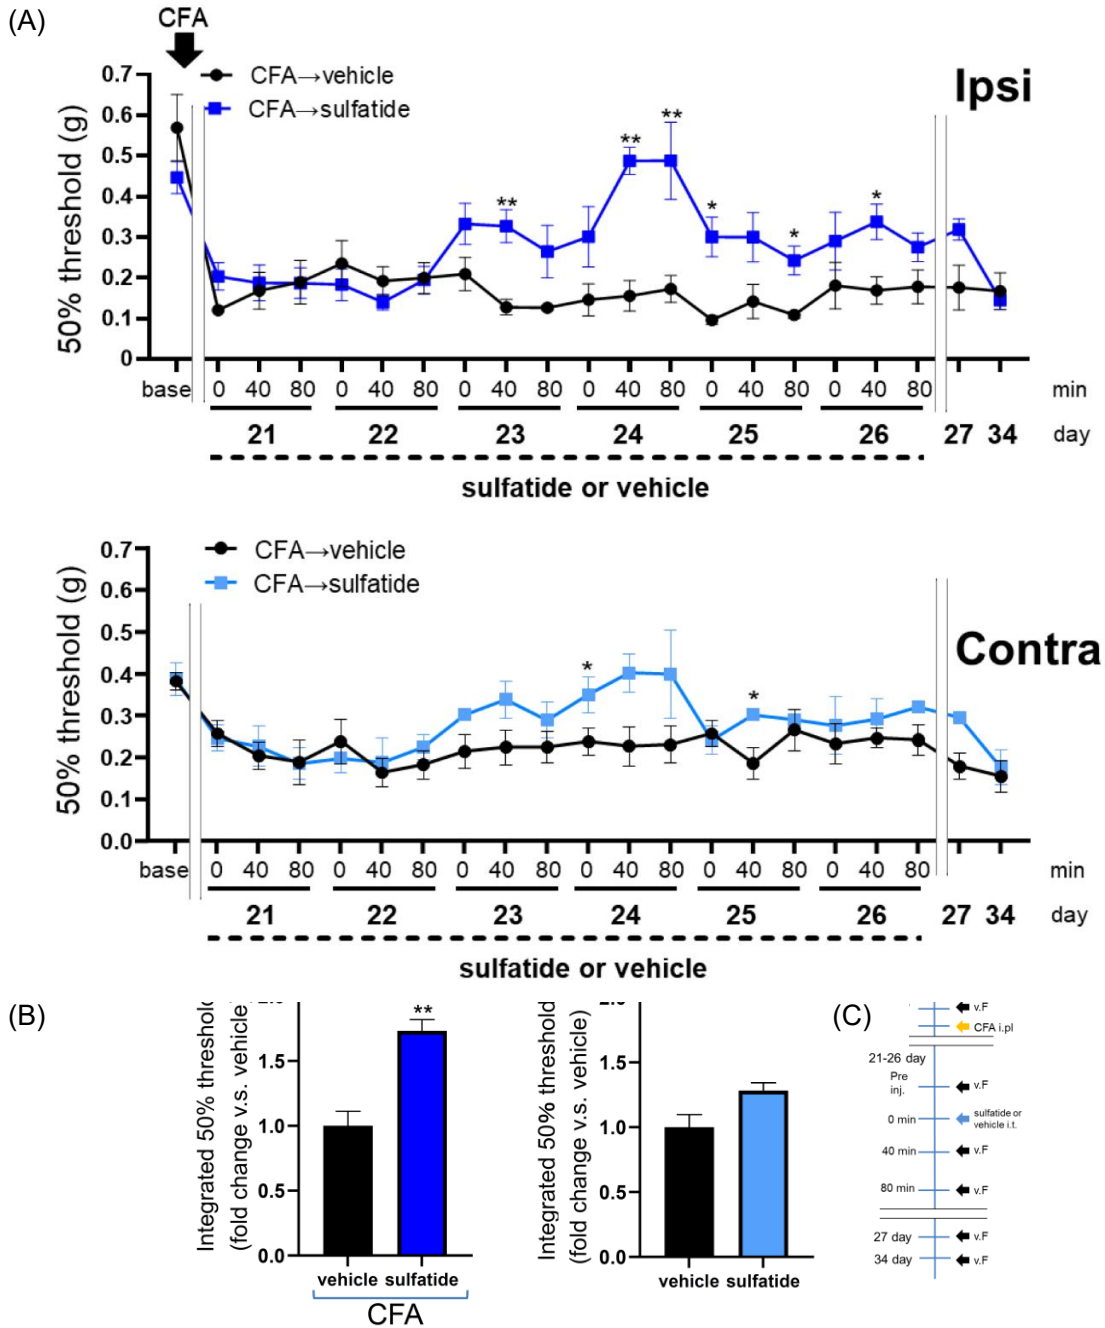 (A)
CFA
CFA→vehicle
CFA→sulfatide
Ipsi
50% threshold (g)
0.7
0.6
0.5
0.4
0.3
0.2
0.1
0
** ** ** * * *
base 0 40 80 0 40 80 0 40 80 0 40 80 0 40 80 0 40 80 min
21 22 23 24 25 26 27 34 day
sulfatide or vehicle
CFA→vehicle
CFA→sulfatide
Contra
50% threshold (g)
0.7
0.6
0.5
0.4
0.3
0.2
0.1
0.0
* *
base 0 40 80 0 40 80 0 40 80 0 40 80 0 40 80 0 40 80 min
21 22 23 24 25 26 27 34 day
sulfatide or vehicle
(B)
Integrated 50% threshold
(fold change v.s. vehicle)
1.5
1.0
0.5
0.0
**
vehicle sulfatide
CFA
Integrated 50% threshold
(fold change v.s. vehicle)
1.5
1.0
0.5
0.0
vehicle sulfatide
(C)
v.F
CFA i.pl
21-26 day
Pre
inj.
v.F
0 min
sulfatide or
vehicle i.t.
40 min
v.F
80 min
v.F
27 day
v.F
34 day
v.F